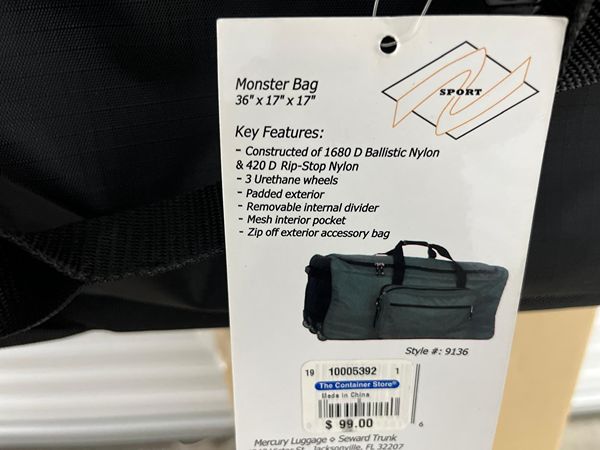 SPORT
Monster Bag
36" x 17" x 17"
Key Features:
- Constructed of 1680 D Ballistic Nylon
& 420 D Rip-Stop Nylon
- 3 Urethane wheels
- Padded exterior
- Removable internal divider
- Mesh interior pocket
- Zip off exterior accessory bag
Style #: 9136
19 10005392 1
The Container Store®
Made in China
$ 99.00
6
Mercury Luggage ⋄ Seward Trunk
St., Jacksonville, FL 32207